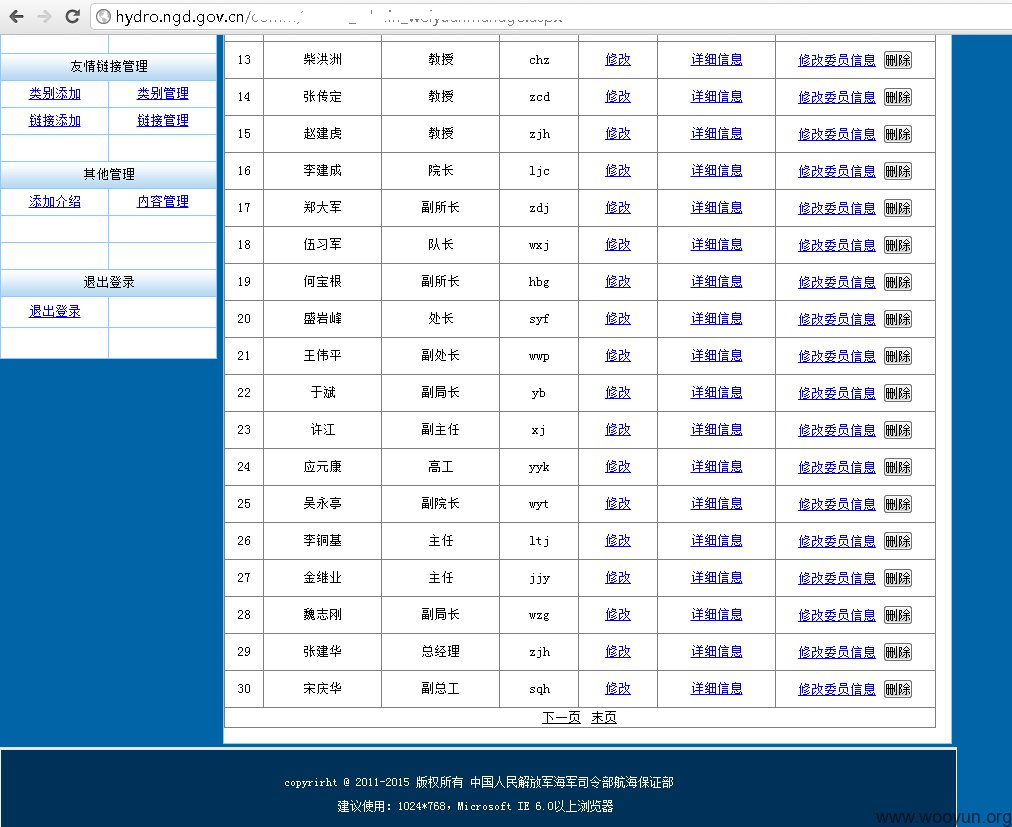 hydro.ngd.gov.cn/comm/
友情链接管理
类别添加 类别管理
链接添加 链接管理
其他管理
添加介绍 内容管理
退出登录
退出登录
13 柴洪洲 教授 chz 修改 详细信息 修改委员信息 删除
14 张传定 教授 zcd 修改 详细信息 修改委员信息 删除
15 赵建虎 教授 zjh 修改 详细信息 修改委员信息 删除
16 李建成 院长 ljc 修改 详细信息 修改委员信息 删除
17 郑大军 副所长 zdj 修改 详细信息 修改委员信息 删除
18 伍习军 队长 wxj 修改 详细信息 修改委员信息 删除
19 何宝根 副所长 hbg 修改 详细信息 修改委员信息 删除
20 盛岩峰 处长 syf 修改 详细信息 修改委员信息 删除
21 王伟平 副处长 wwp 修改 详细信息 修改委员信息 删除
22 于斌 副局长 yb 修改 详细信息 修改委员信息 删除
23 许江 副主任 xj 修改 详细信息 修改委员信息 删除
24 应元康 高工 yyk 修改 详细信息 修改委员信息 删除
25 吴永亭 副院长 wyt 修改 详细信息 修改委员信息 删除
26 李铜基 主任 ltj 修改 详细信息 修改委员信息 删除
27 金继业 主任 jjy 修改 详细信息 修改委员信息 删除
28 魏志刚 副局长 wzg 修改 详细信息 修改委员信息 删除
29 张建华 总经理 zjh 修改 详细信息 修改委员信息 删除
30 宋庆华 副总工 sqh 修改 详细信息 修改委员信息 删除
下一页 末页
copyrirht @ 2011-2015 版权所有 中国人民解放军海军司令部航海保证部
建议使用：1024*768，Microsoft IE 6.0以上浏览器
www.wooyun.org